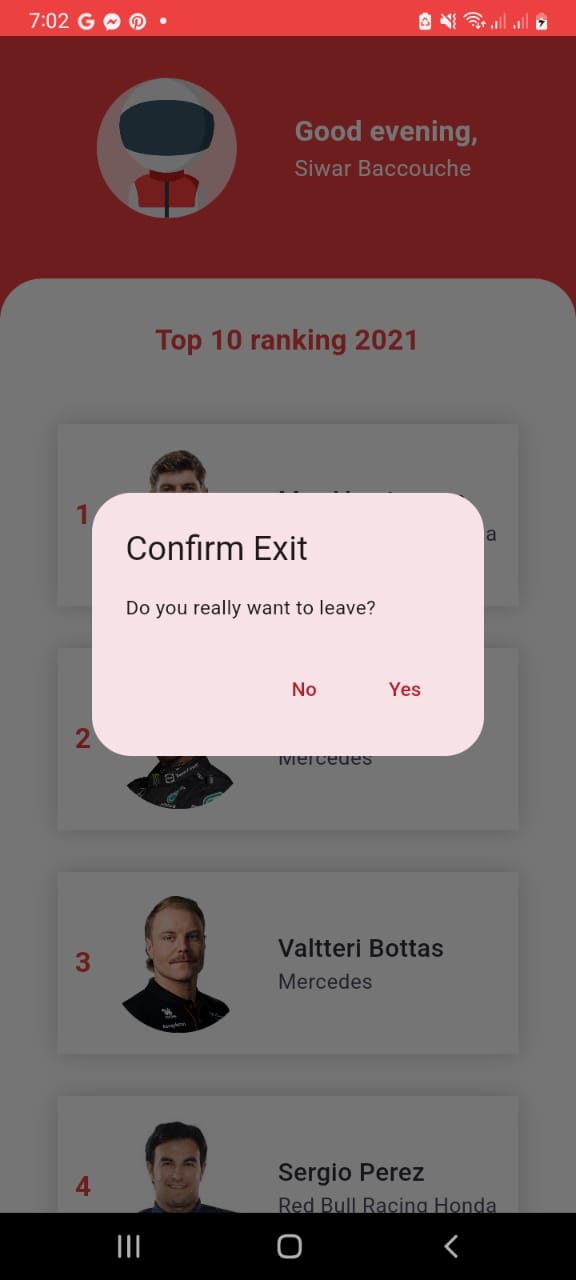 7:02
Good evening,
Siwar Baccouche
Top 10 ranking 2021
1
Confirm Exit
Do you really want to leave?
No Yes
2
Mercedes
3
Valtteri Bottas
Mercedes
4
Sergio Perez
Red Bull Racing Honda